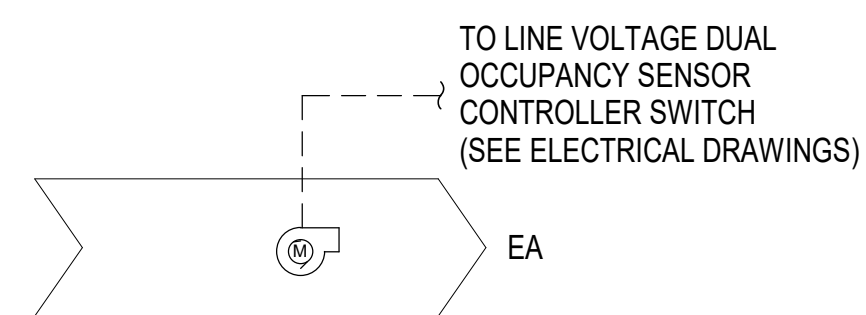 TO LINE VOLTAGE DUAL
OCCUPANCY SENSOR
CONTROLLER SWITCH
(SEE ELECTRICAL DRAWINGS)
M
EA